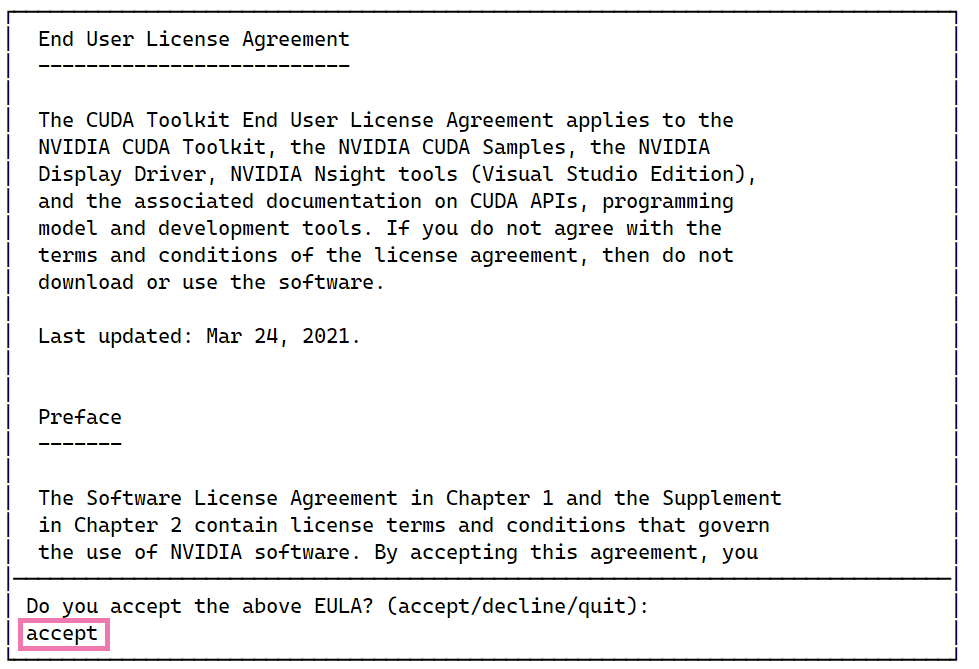 End User License Agreement
--------------------------
The CUDA Toolkit End User License Agreement applies to the
NVIDIA CUDA Toolkit, the NVIDIA CUDA Samples, the NVIDIA
Display Driver, NVIDIA Nsight tools (Visual Studio Edition),
and the associated documentation on CUDA APIs, programming
model and development tools. If you do not agree with the
terms and conditions of the license agreement, then do not
download or use the software.
Last updated: Mar 24, 2021.
Preface
-------
The Software License Agreement in Chapter 1 and the Supplement
in Chapter 2 contain license terms and conditions that govern
the use of NVIDIA software. By accepting this agreement, you
Do you accept the above EULA? (accept/decline/quit):
accept